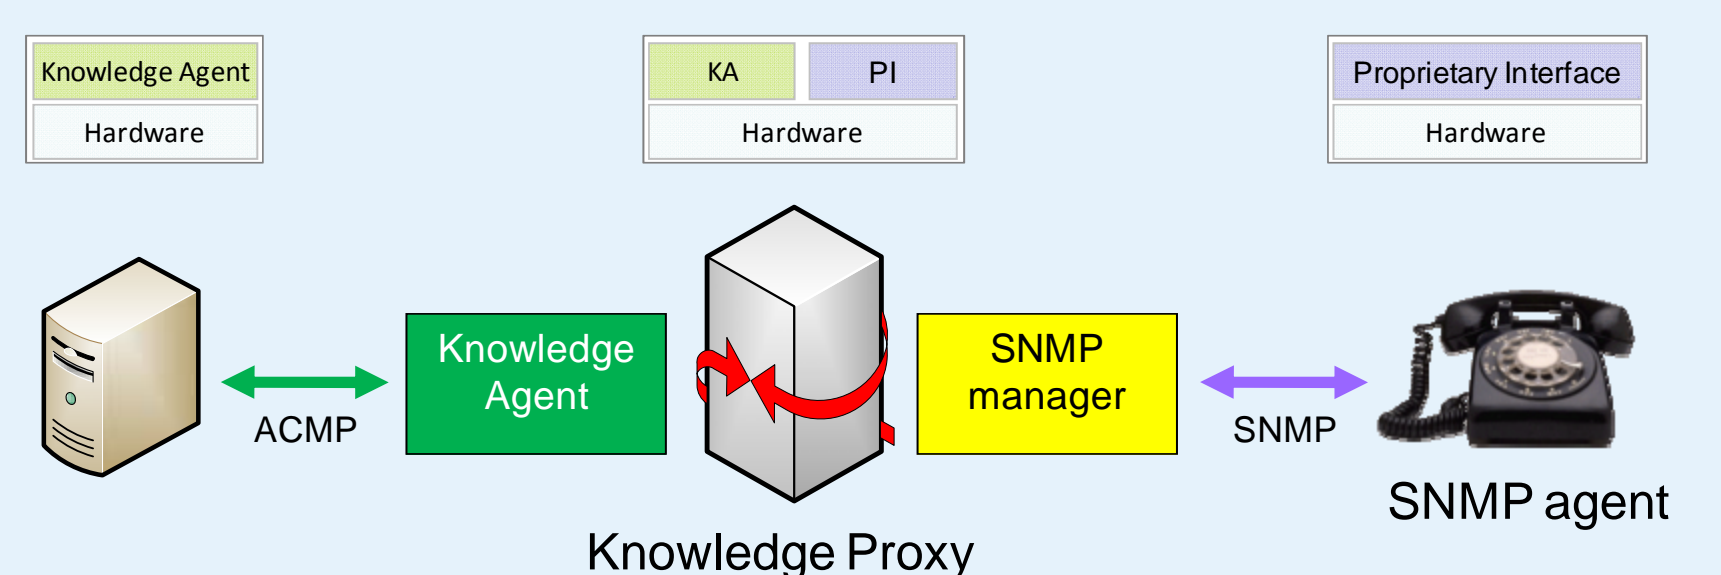 Knowledge Agent
Hardware
KA
PI
Hardware
Proprietary Interface
Hardware
ACMP
Knowledge
Agent
SNMP
manager
SNMP
SNMP agent
Knowledge Proxy